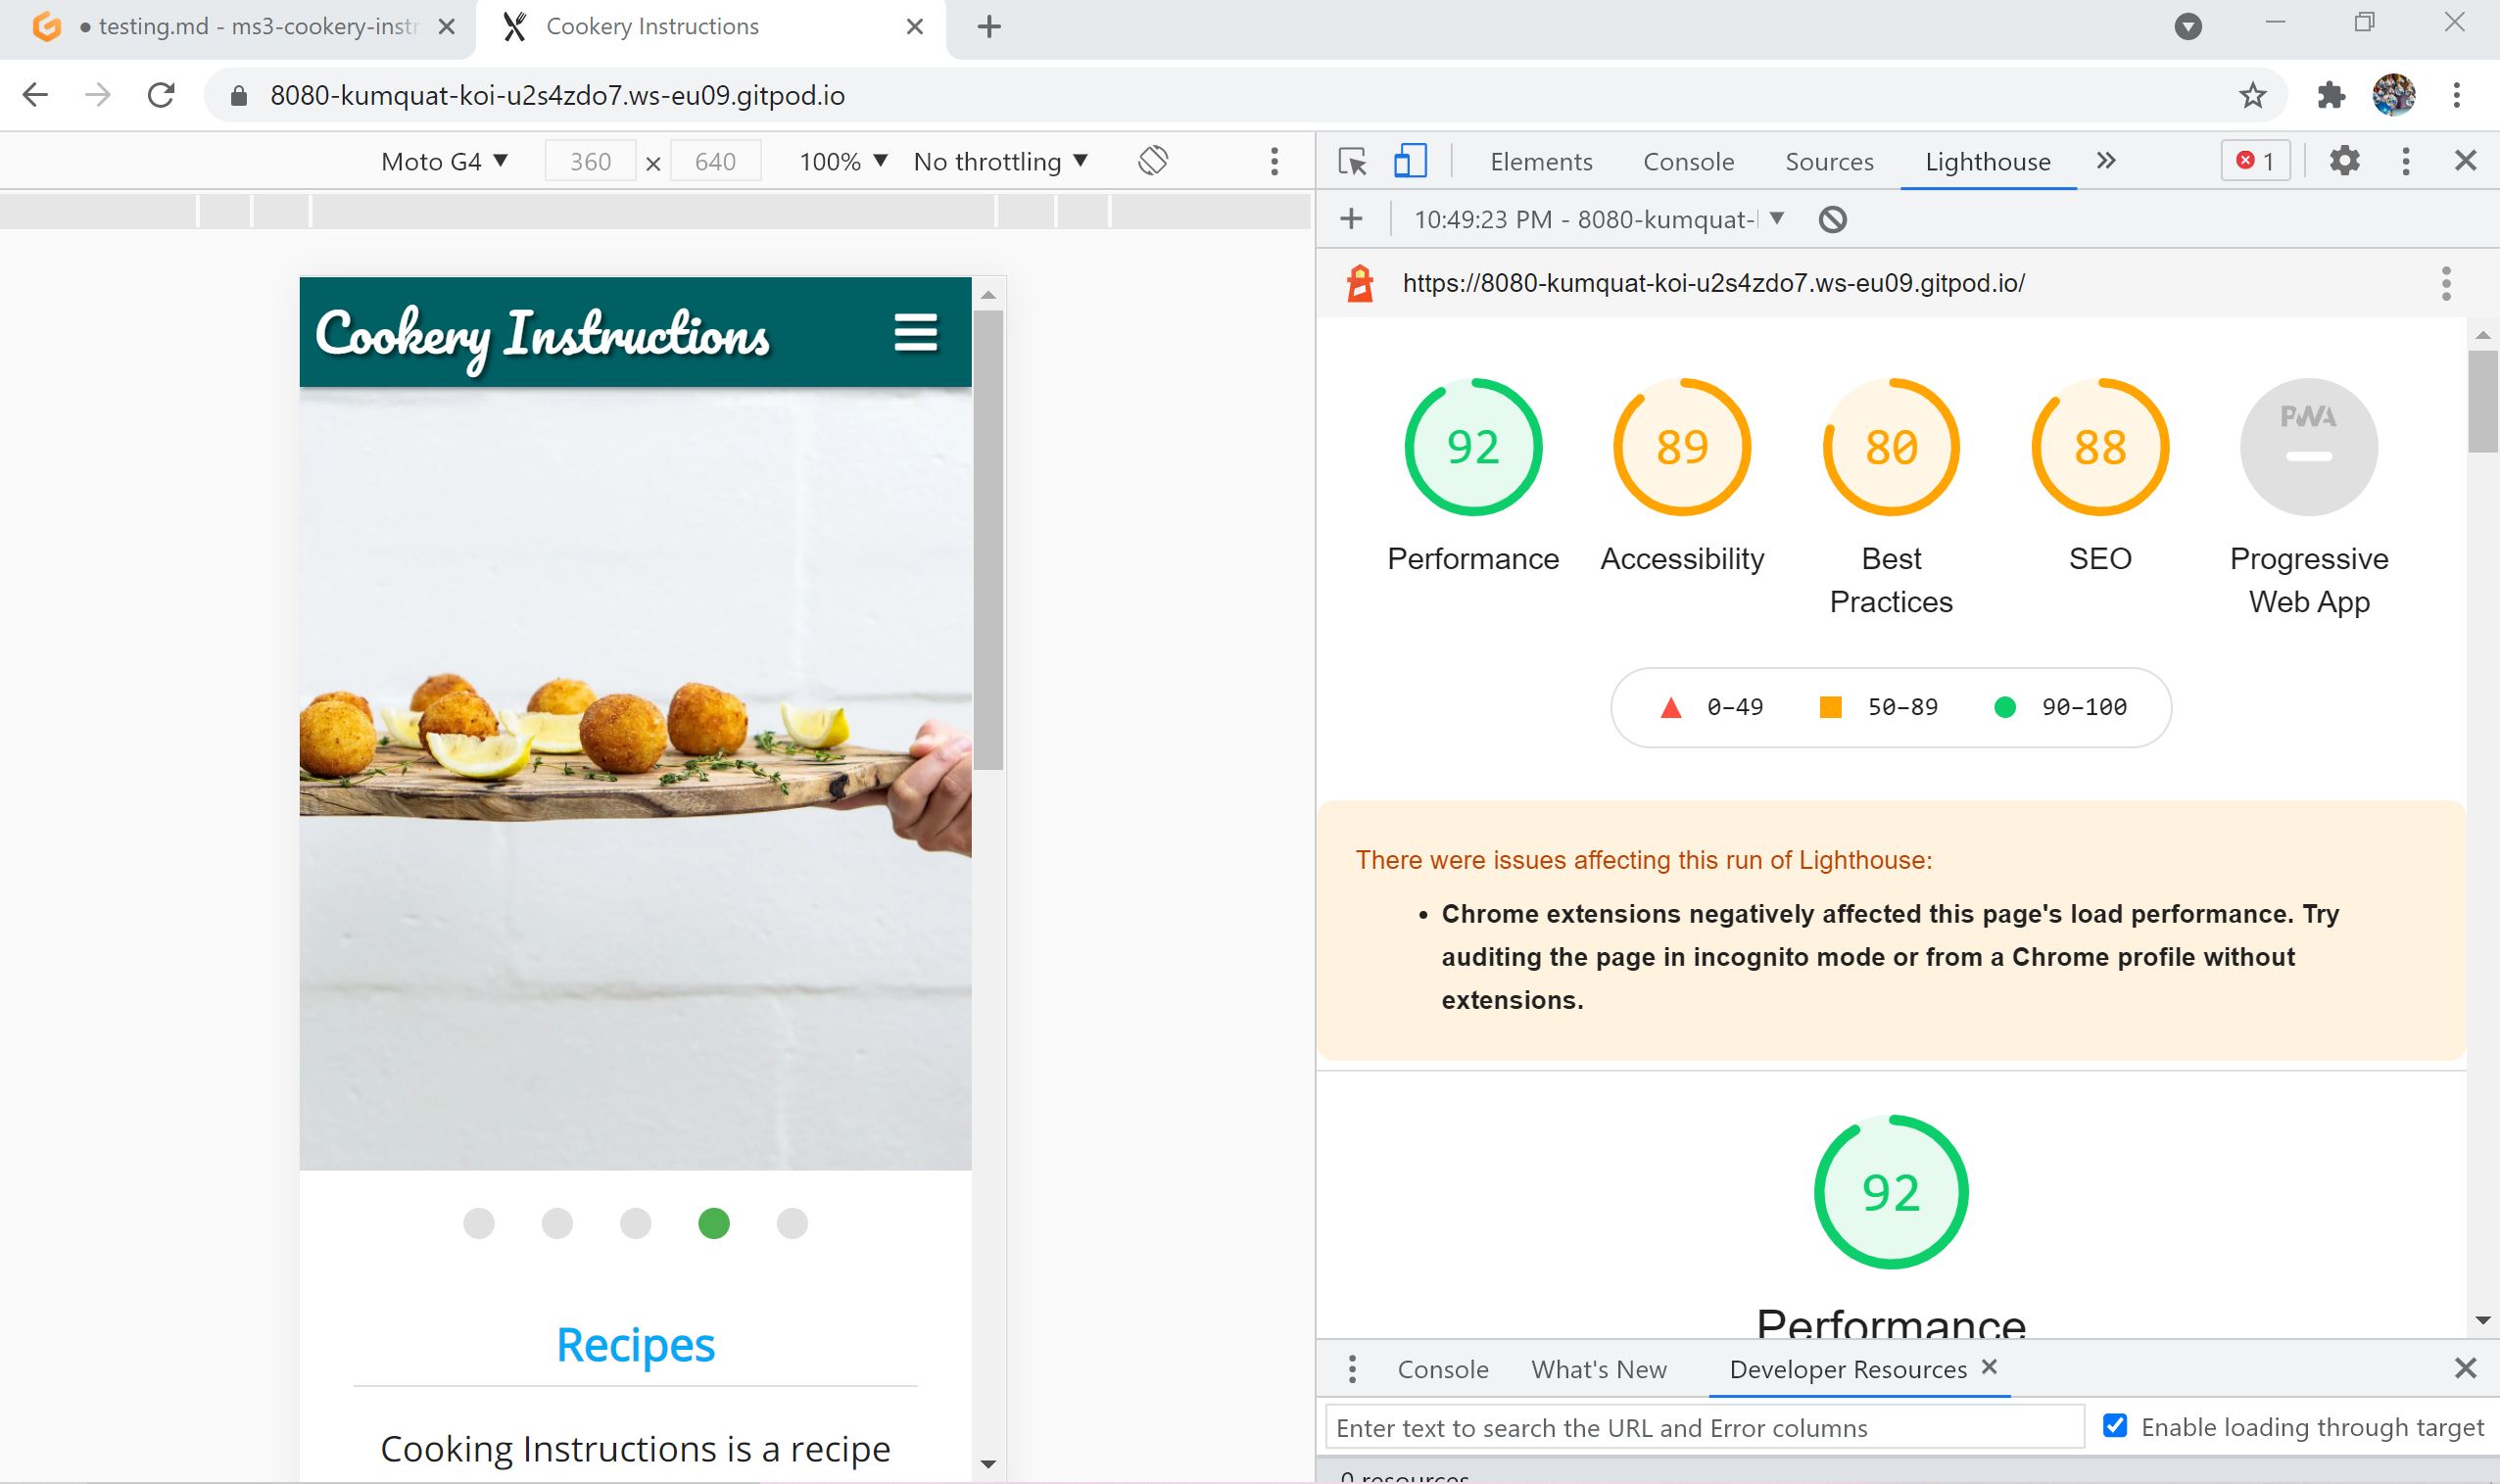 testing.md - ms3-cookery-instr
Cookery Instructions
8080-kumquat-koi-u2s4zdo7.ws-eu09.gitpod.io
Moto G4 360 × 640 100% No throttling
Elements Console Sources Lighthouse 1
10:49:23 PM - 8080-kumquat-
https://8080-kumquat-koi-u2s4zdo7.ws-eu09.gitpod.io/
Cookery Instructions
Recipes
Cooking Instructions is a recipe
92 89 80 88 PWA
Performance Accessibility Best Practices SEO Progressive Web App
0–49 50–89 90–100
There were issues affecting this run of Lighthouse:
• Chrome extensions negatively affected this page's load performance. Try
auditing the page in incognito mode or from a Chrome profile without
extensions.
92
Performance
Console What's New Developer Resources
Enter text to search the URL and Error columns Enable loading through target
0 resources